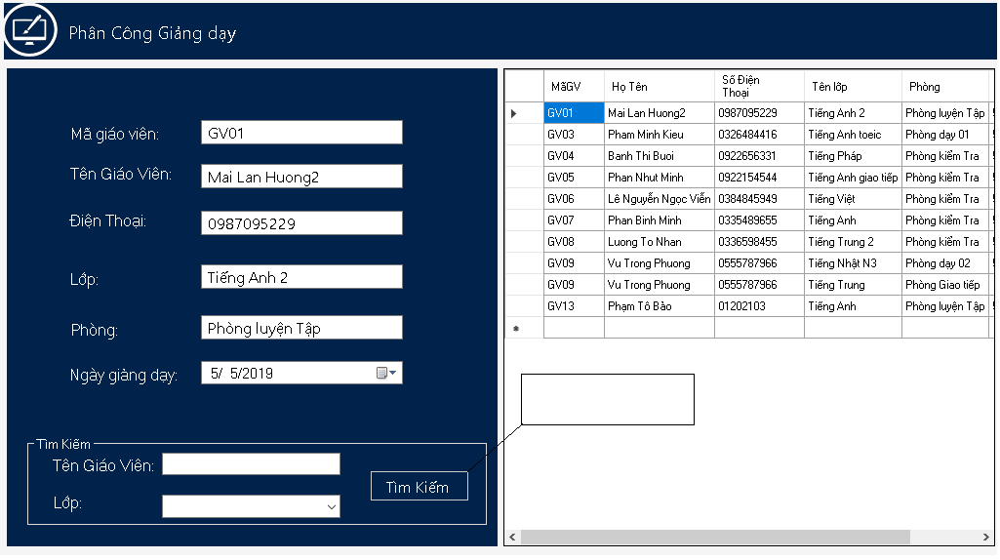 Phân Công Giảng dạy
Mã giáo viên: GV01
Tên Giáo Viên: Mai Lan Huong2
Điện Thoại: 0987095229
Lớp: Tiếng Anh 2
Phòng: Phòng luyện Tập
Ngày giảng dạy: 5/ 5/2019
Tìm Kiếm
Tên Giáo Viên:
Lớp:
Tìm Kiếm
MãGV Họ Tên Số Điện Thoại Tên lớp Phòng
GV01 Mai Lan Huong2 0987095229 Tiếng Anh 2 Phòng luyện Tập
GV03 Pham Minh Kieu 0326484416 Tiếng Anh toeic Phòng dạy 01
GV04 Banh Thi Buoi 0922656331 Tiếng Pháp Phòng kiểm Tra
GV05 Phan Nhut Minh 0922154544 Tiếng Anh giao tiếp Phòng kiểm Tra
GV06 Lê Nguyễn Ngọc Viễn 0384845949 Tiếng Việt Phòng kiểm Tra
GV07 Phan Binh Minh 0335489655 Tiếng Anh Phòng kiểm Tra
GV08 Luong To Nhan 0336598455 Tiếng Trung 2 Phòng kiểm Tra
GV09 Vu Trong Phuong 0555787966 Tiếng Nhật N3 Phòng dạy 02
GV09 Vu Trong Phuong 0555787966 Tiếng Trung Phòng Giao tiếp
GV13 Phạm Tô Bảo 01202103 Tiếng Anh Phòng luyện Tập